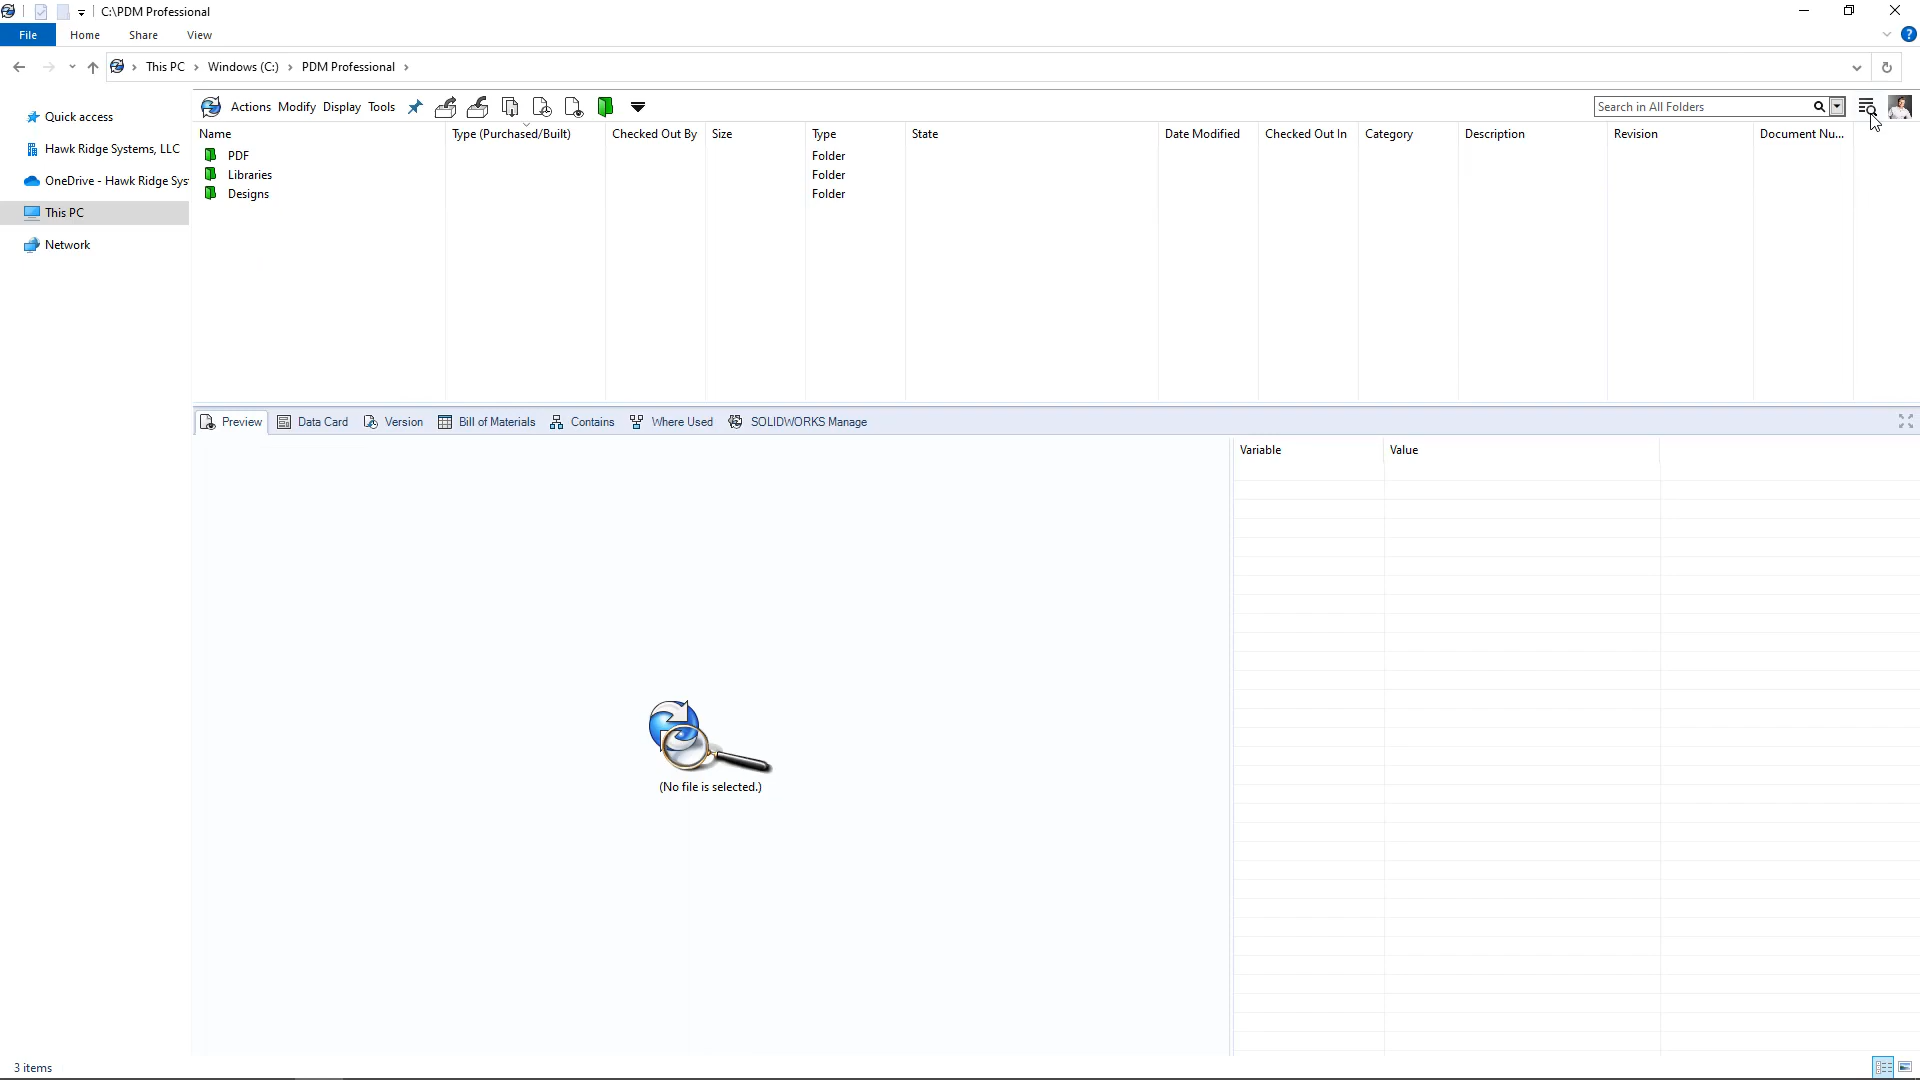 C:\PDM Professional
File Home Share View
This PC Windows (C:) PDM Professional
Quick access
Hawk Ridge Systems, LLC
OneDrive - Hawk Ridge Sys
This PC
Network
Actions Modify Display Tools Search in All Folders
Name Type (Purchased/Built) Checked Out By Size Type State Date Modified Checked Out In Category Description Revision Document Nu...
PDF Folder
Libraries Folder
Designs Folder
Preview Data Card Version Bill of Materials Contains Where Used SOLIDWORKS Manage
Variable Value
(No file is selected.)
3 items